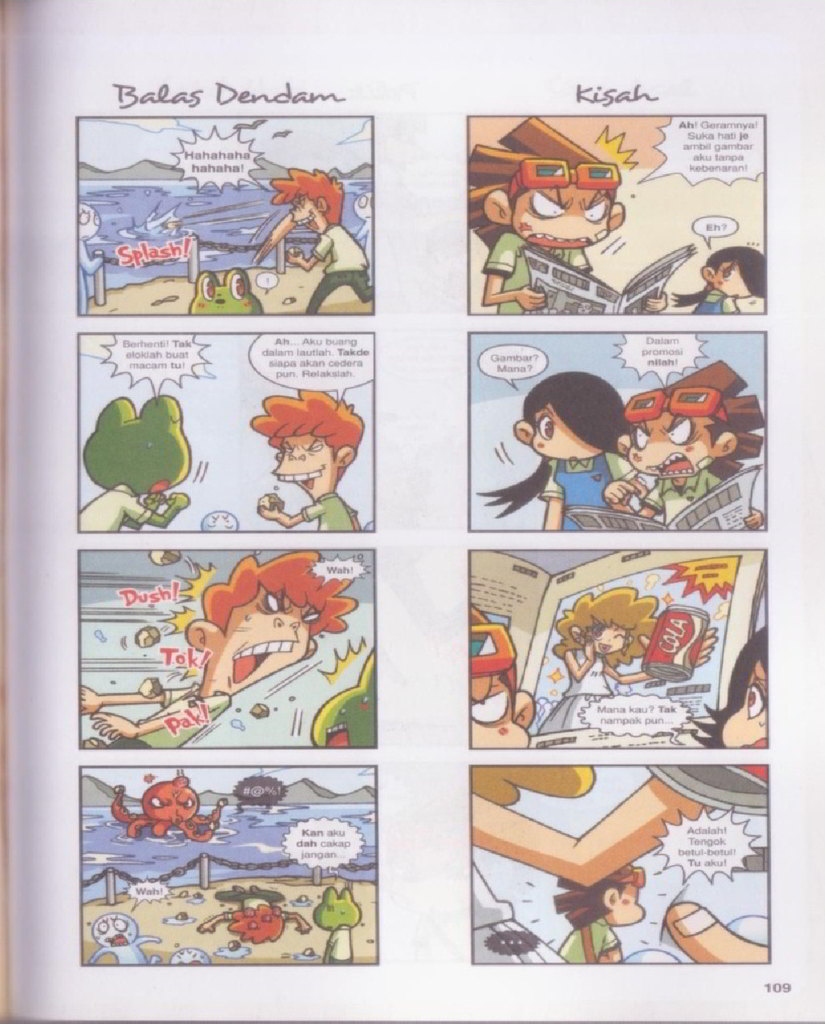 Balas Dendam
Hahahaha
hahaha!
Splash!
!
Berhenti! Tak
eloklah buat
macam tu!
Ah... Aku buang
dalam lautlah. Takde
siapa akan cedera
pun. Relakslah.
Wah!
Dush!
Tok!
Pak!
#@%!
Kan aku
dah cakap
jangan...
Wah!
Kisah
Ah! Geramnya!
Suka hati je
ambil gambar
aku tanpa
kebenaran!
Eh?
...
Gambar?
Mana?
Dalam
promosi
nilah!
COLA
Mana kau? Tak
nampak pun...
Adalah!
Tengok
betul-betul!
Tu aku!
...
109